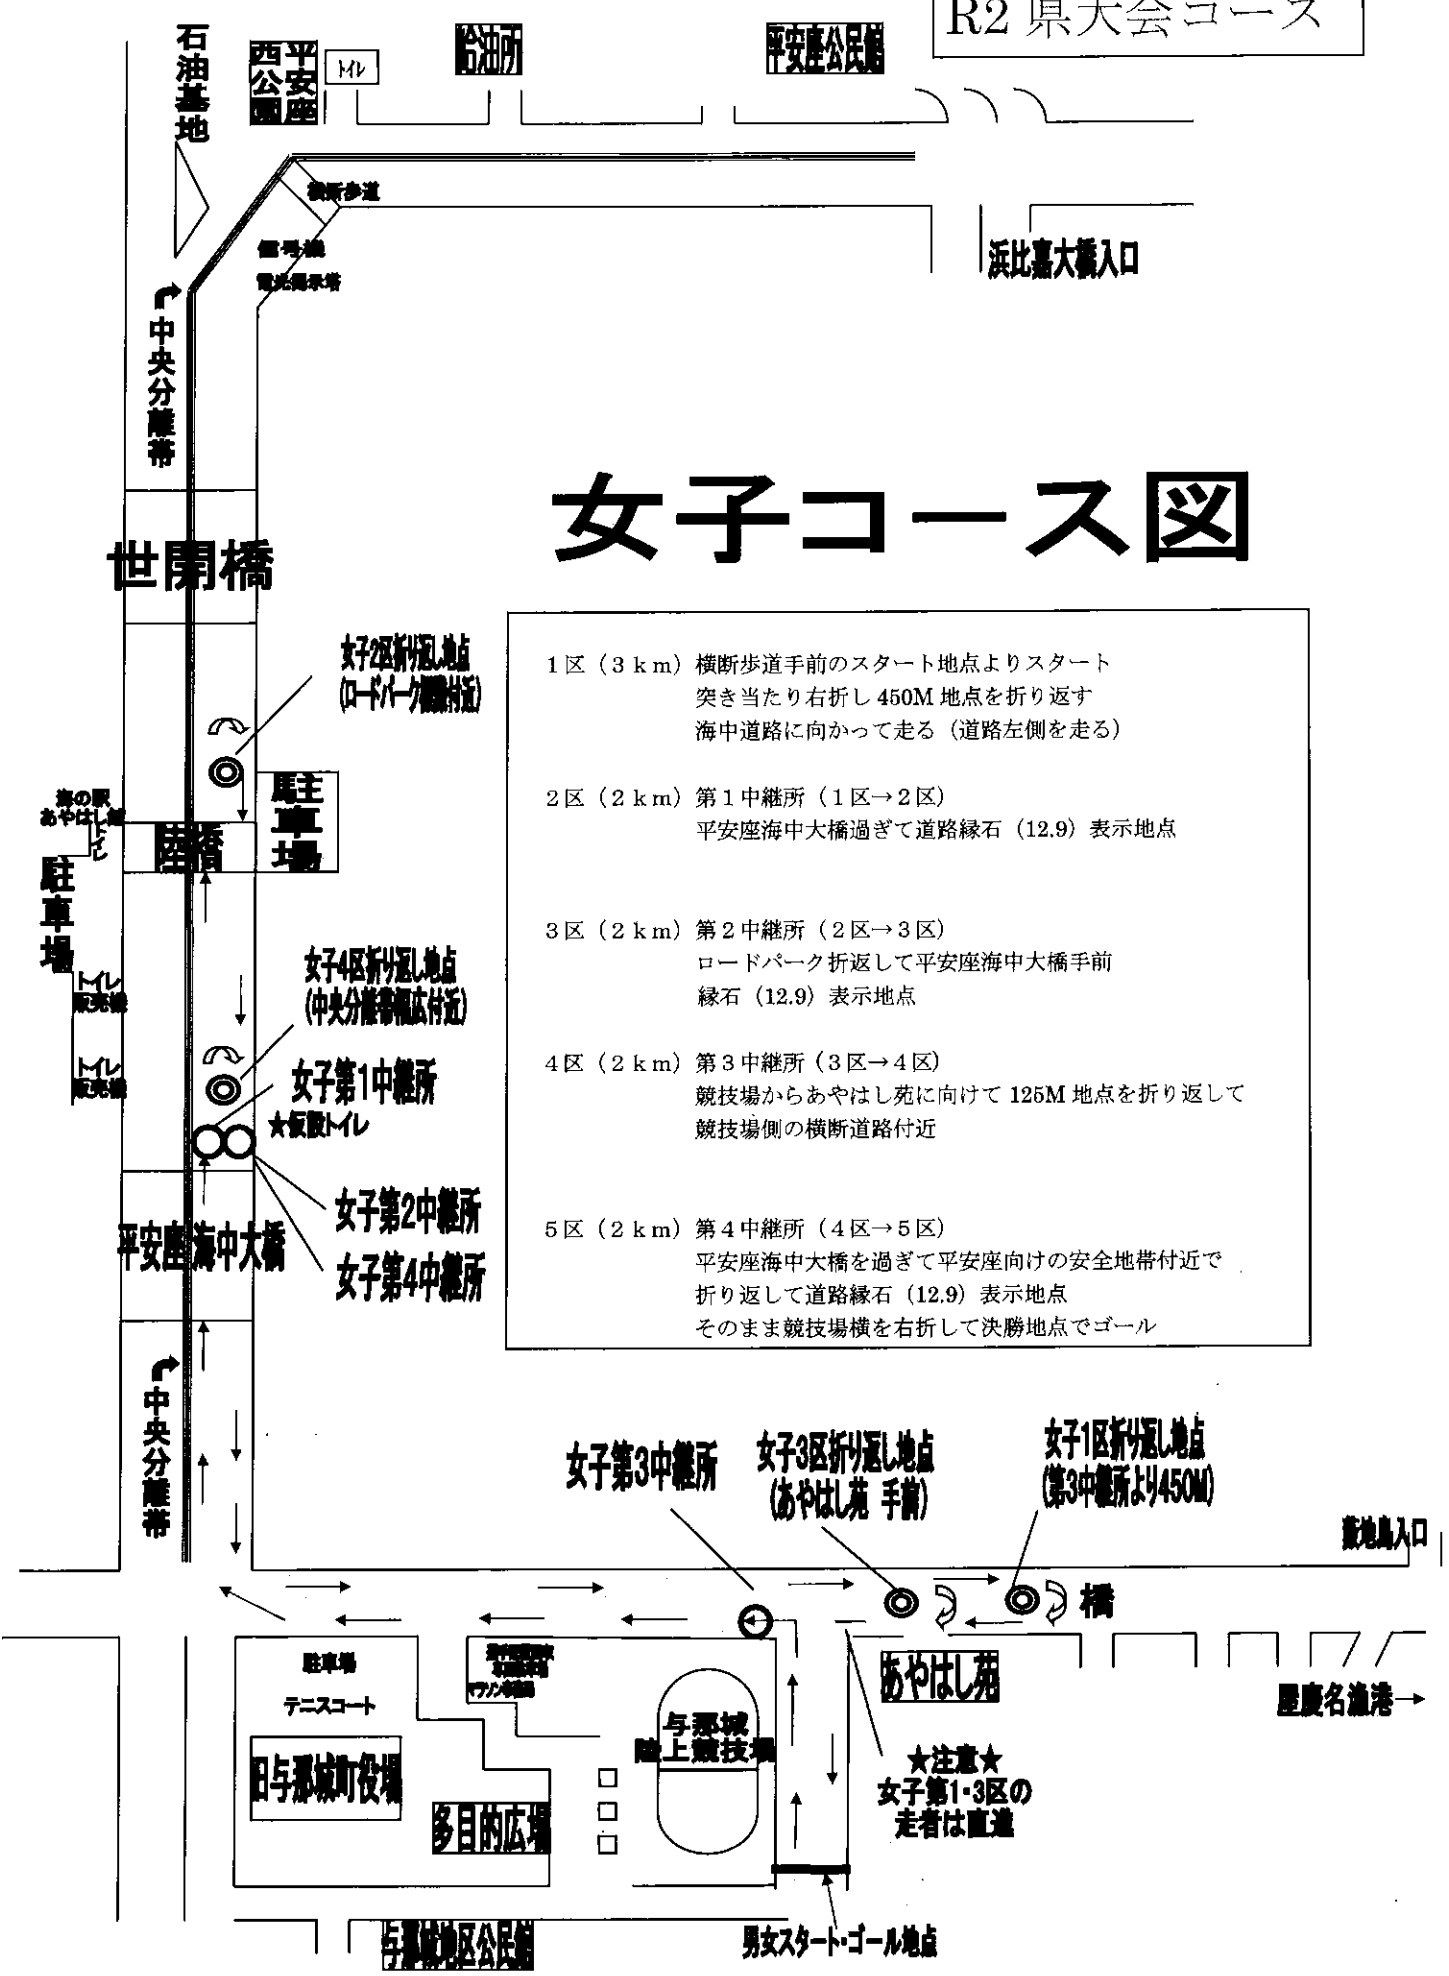 R2 県大会コース
石油基地
平安座
西公園
トイレ
給油所
平安座公民館
横断歩道
信号機
電光掲示塔
浜比嘉大橋入口
中央分離帯
女子コース図
世開橋
女子2区折り返し地点
1区(3km) 横断歩道手前のスタート地点よりスタート
突き当たり右折し450M地点を折り返す
海中道路に向かって走る(道路左側を走る)
2区(2km) 第1中継所(1区→2区)
平安座海中大橋過ぎて道路縁石(12.9)表示地点
3区(2km) 第2中継所(2区→3区)
ロードパーク折返して平安座海中大橋手前
縁石(12.9)表示地点
4区(2km) 第3中継所(3区→4区)
競技場からあやはし苑に向けて125M地点を折り返して
競技場側の横断道路付近
5区(2km) 第4中継所(4区→5区)
平安座海中大橋を過ぎて平安座向けの安全地帯付近で
折り返して道路縁石(12.9)表示地点
そのまま競技場横を右折して決勝地点でゴール
海の駅
あやはし館
トイレ
陸橋
駐車場
駐車場
トイレ
販売機
トイレ
販売機
女子4区折り返し地点
(中央分離帯幅広付近)
女子第1中継所
★仮設トイレ
女子第2中継所
女子第4中継所
平安座海中大橋
中央分離帯
女子第3中継所
女子3区折り返し地点
(あやはし苑 手前)
女子1区折り返し地点
(第3中継所より450M)
藪地島入口
橋
駐車場
テニスコート
旧与那城町役場
多目的広場
与那城
陸上競技場
あやはし苑
屋慶名漁港
★注意★
女子第1・3区の
走者は直進
与那城地区公民館
男女スタート・ゴール地点